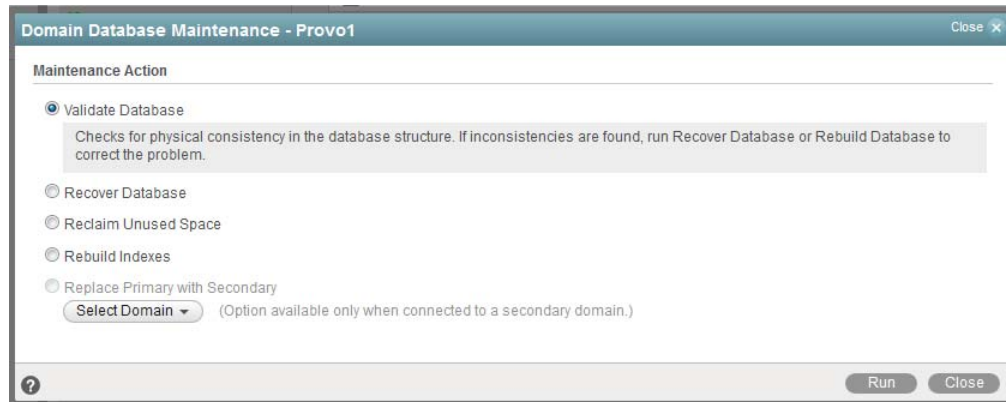 Domain Database Maintenance - Provo1
Close x
Maintenance Action
Validate Database
Checks for physical consistency in the database structure. If inconsistencies are found, run Recover Database or Rebuild Database to
correct the problem.
Recover Database
Reclaim Unused Space
Rebuild Indexes
Replace Primary with Secondary
Select Domain (Option available only when connected to a secondary domain.)
? Run Close